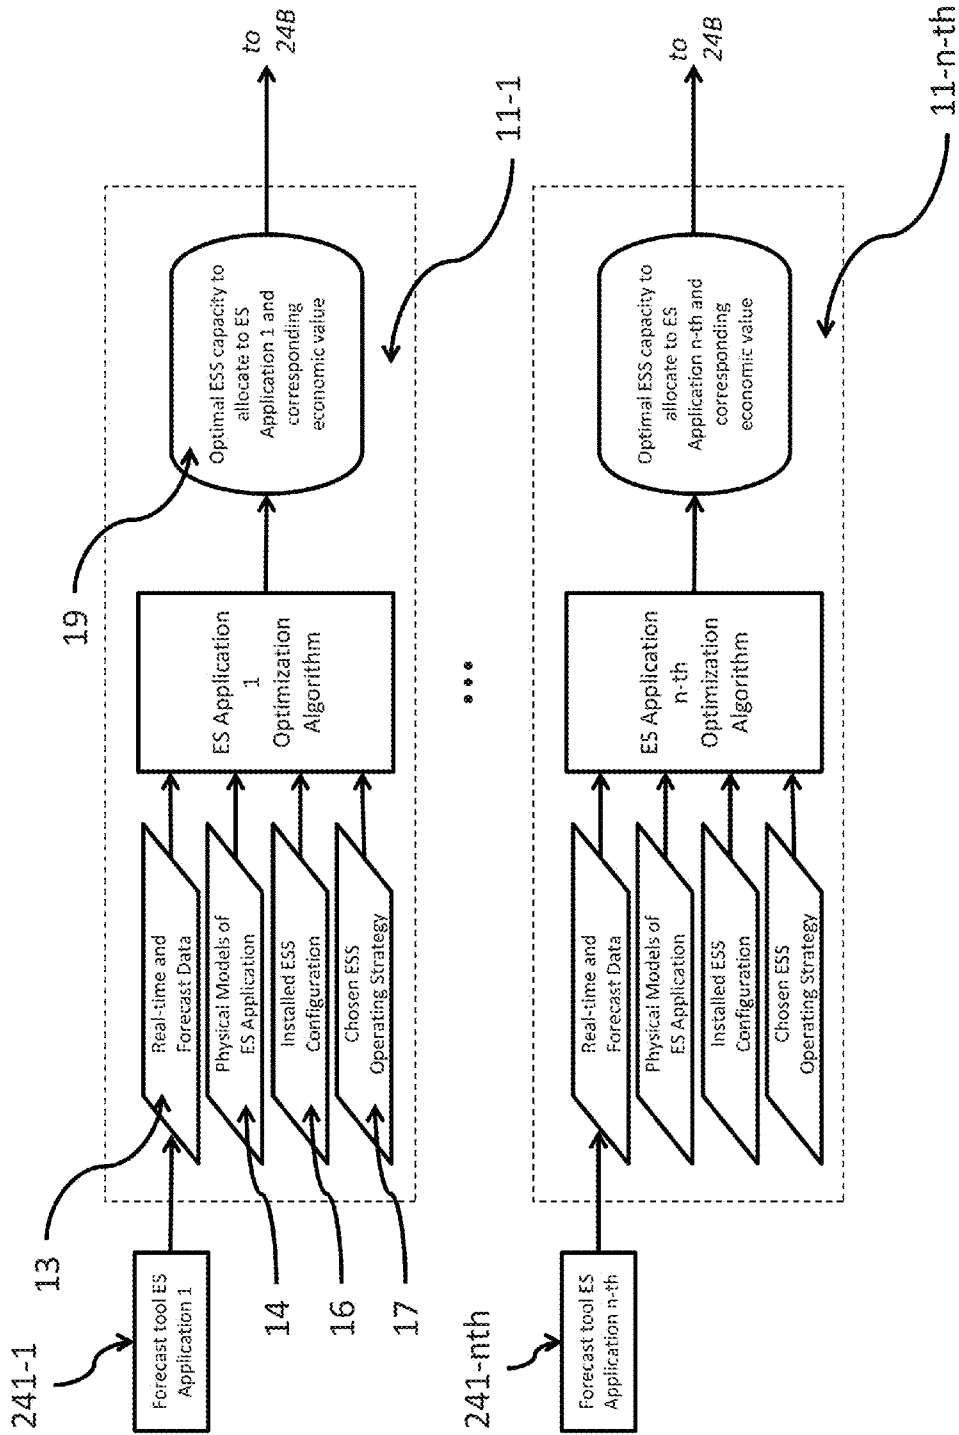 241-1
Forecast tool ES
Application 1
13
Real-time and
Forecast Data
14
Physical Models of
ES Application
16
Installed ESS
Configuration
17
Chosen ESS
Operating Strategy
ES Application
1
Optimization
Algorithm
19
Optimal ESS capacity to
allocate to ES
Application 1 and
corresponding
economic value
11-1
to
24B
...
241-nth
Forecast tool ES
Application n-th
Real-time and
Forecast Data
Physical Models of
ES Application
Installed ESS
Configuration
Chosen ESS
Operating Strategy
ES Application
n-th
Optimization
Algorithm
Optimal ESS capacity to
allocate to ES
Application n-th and
corresponding
economic value
11-n-th
to
24B